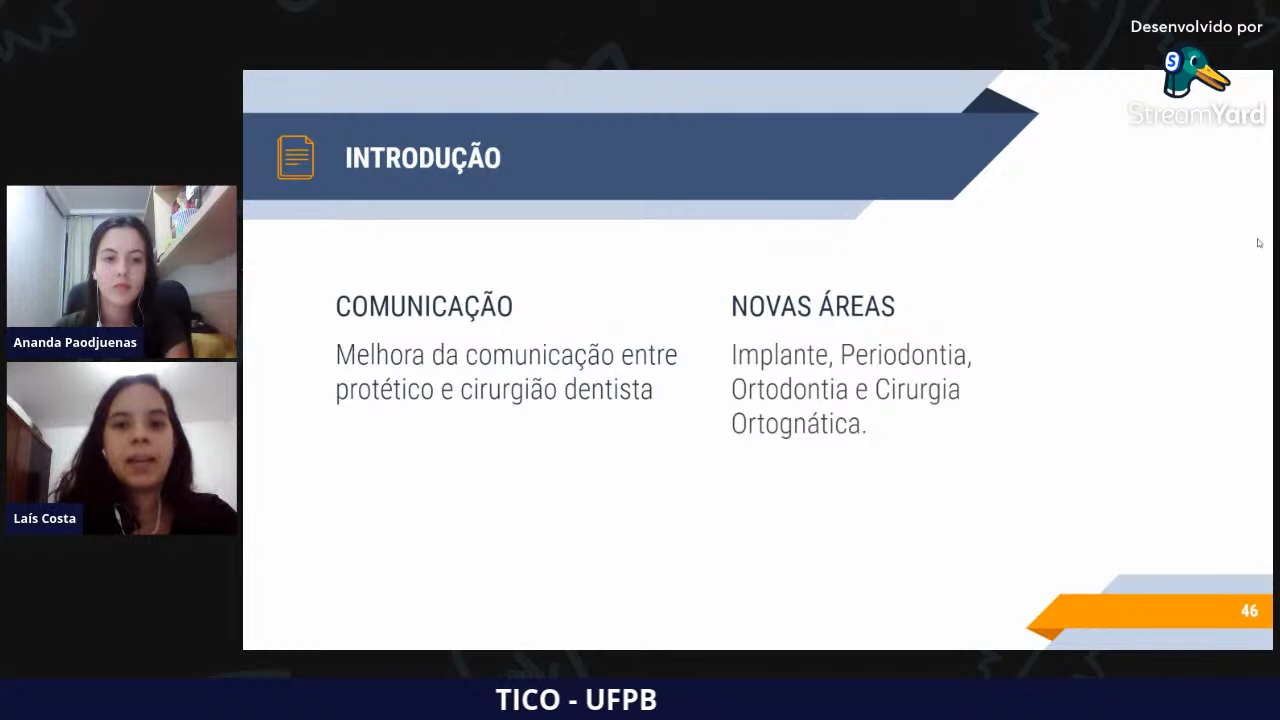 Desenvolvido por
StreamYard
INTRODUÇÃO
COMUNICAÇÃO
Melhora da comunicação entre
protético e cirurgião dentista
NOVAS ÁREAS
Implante, Periodontia,
Ortodontia e Cirurgia
Ortognática.
Ananda Paodjuenas
Laís Costa
46
TICO - UFPB